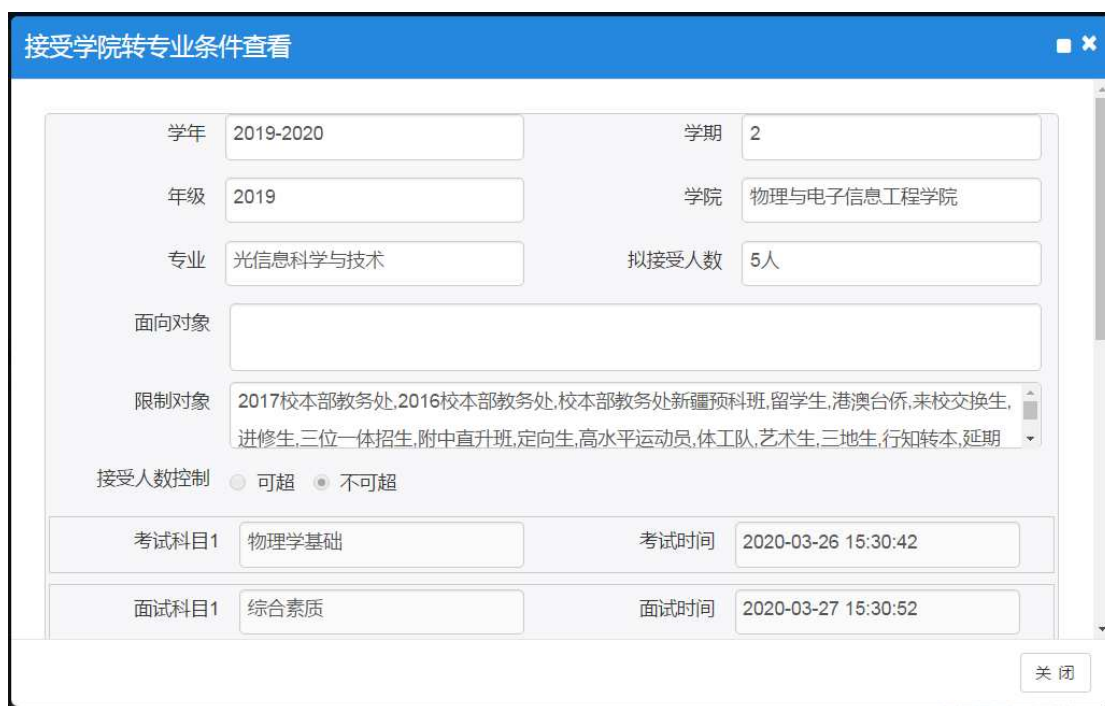 接受学院转专业条件查看
学年 2019-2020 学期 2
年级 2019 学院 物理与电子信息工程学院
专业 光信息科学与技术 拟接受人数 5人
面向对象
限制对象 2017校本部教务处,2016校本部教务处,校本部教务处新疆预科班,留学生,港澳台侨,来校交换生,
进修生,三位一体招生,附中直升班,定向生,高水平运动员,体工队,艺术生,三地生,行知转本,延期
接受人数控制 可超 不可超
考试科目1 物理学基础 考试时间 2020-03-26 15:30:42
面试科目1 综合素质 面试时间 2020-03-27 15:30:52
关 闭